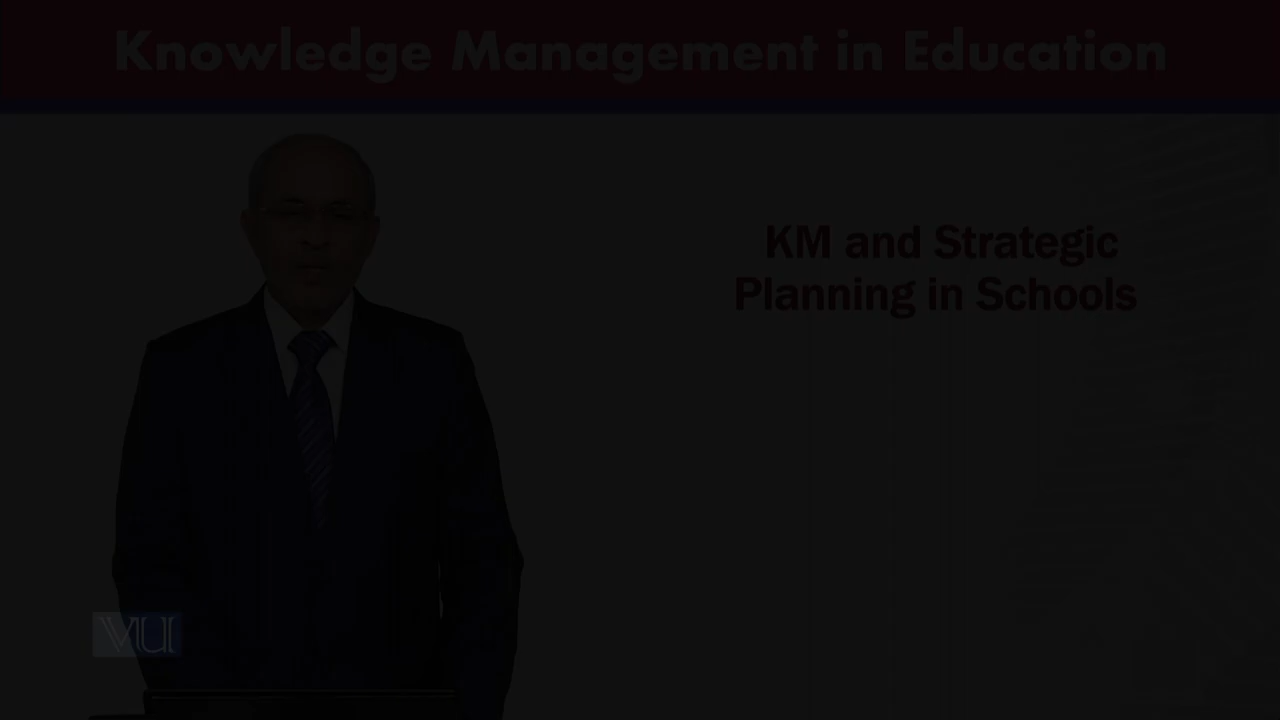 Knowledge Management in Education
KM and Strategic
Planning in Schools
VU